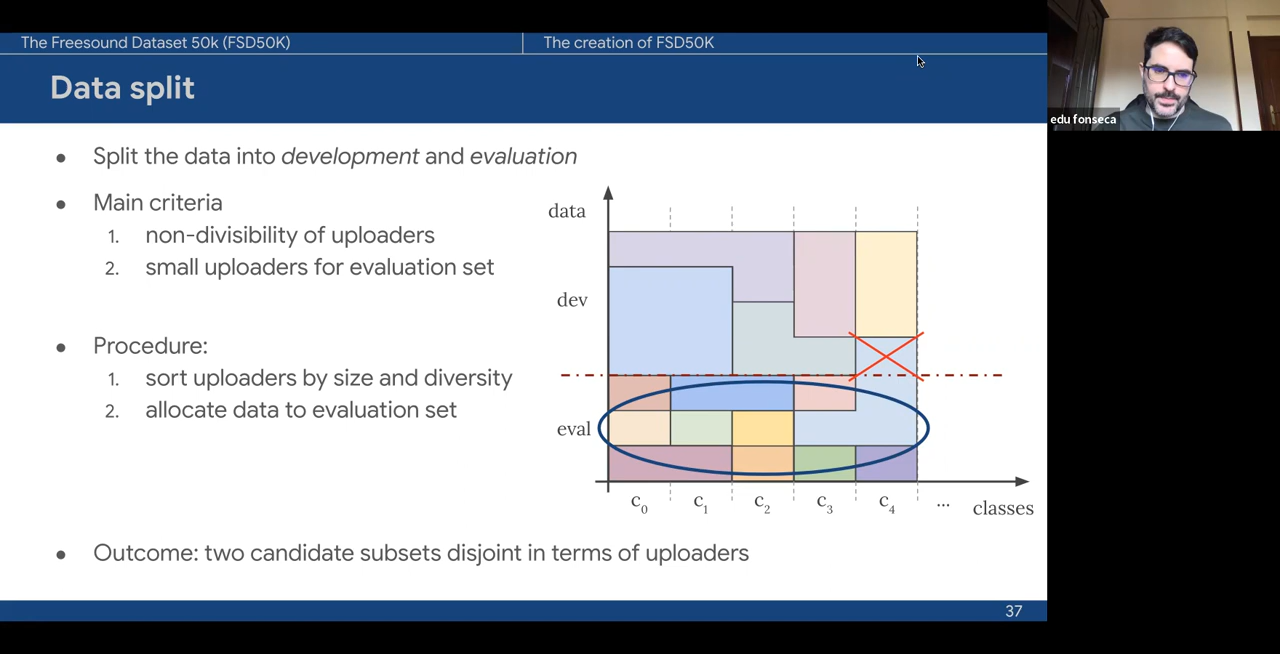 The Freesound Dataset 50k (FSD50K)
The creation of FSD50K
Data split
edu fonseca
● Split the data into development and evaluation
● Main criteria
1. non-divisibility of uploaders
2. small uploaders for evaluation set
● Procedure:
1. sort uploaders by size and diversity
2. allocate data to evaluation set
data
dev
eval
c0 c1 c2 c3 c4 ... classes
● Outcome: two candidate subsets disjoint in terms of uploaders
37